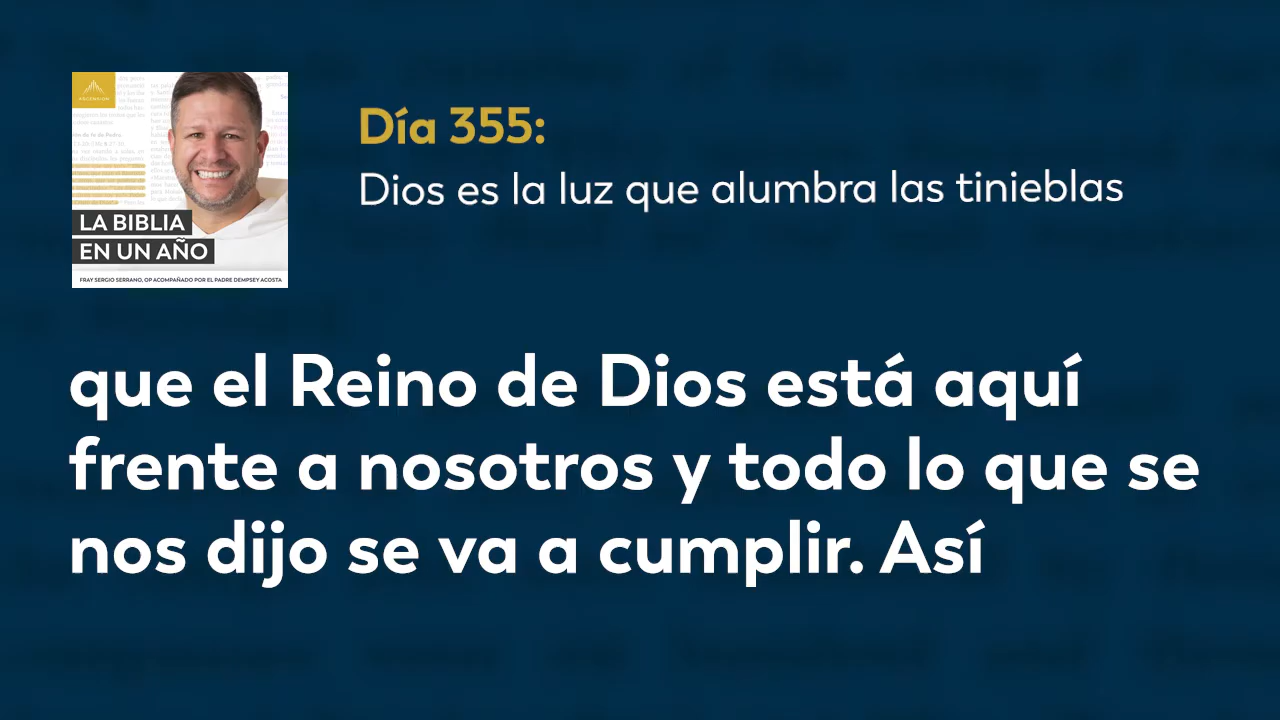 ASCENSION
LA BIBLIA
EN UN AÑO
FRAY SERGIO SERRANO, OP ACOMPAÑADO POR EL PADRE DEMPSEY ACOSTA
Día 355:
Dios es la luz que alumbra las tinieblas
que el Reino de Dios está aquí
frente a nosotros y todo lo que se
nos dijo se va a cumplir. Así